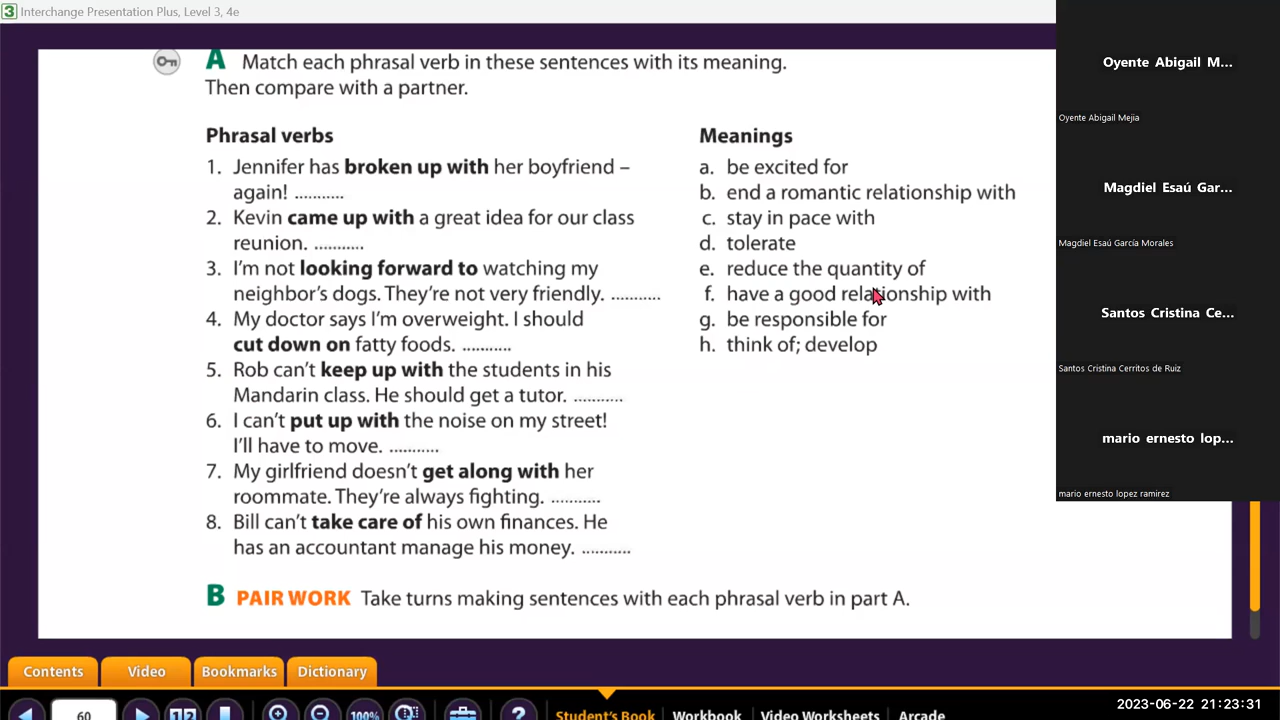 3 Interchange Presentation Plus, Level 3, 4e
A Match each phrasal verb in these sentences with its meaning.
Then compare with a partner.
Phrasal verbs
1. Jennifer has broken up with her boyfriend –
again! ..........
2. Kevin came up with a great idea for our class
reunion. ..........
3. I'm not looking forward to watching my
neighbor's dogs. They're not very friendly. ..........
4. My doctor says I'm overweight. I should
cut down on fatty foods. ..........
5. Rob can't keep up with the students in his
Mandarin class. He should get a tutor. ..........
6. I can't put up with the noise on my street!
I'll have to move. ..........
7. My girlfriend doesn't get along with her
roommate. They're always fighting. ..........
8. Bill can't take care of his own finances. He
has an accountant manage his money. ..........
Meanings
a. be excited for
b. end a romantic relationship with
c. stay in pace with
d. tolerate
e. reduce the quantity of
f. have a good relationship with
g. be responsible for
h. think of; develop
B PAIR WORK Take turns making sentences with each phrasal verb in part A.
Oyente Abigail M...
Oyente Abigail Mejia
Magdiel Esaú Gar...
Magdiel Esaú García Morales
Santos Cristina Ce...
Santos Cristina Cerritos de Ruiz
mario ernesto lop...
mario ernesto lopez ramirez
Contents Video Bookmarks Dictionary
60 1 2 100% ? Student's Book Workbook Video Worksheets Arcade
2023-06-22 21:23:31